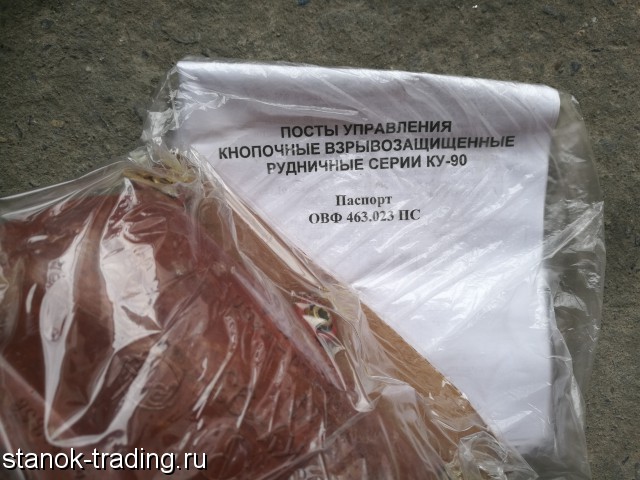 ПОСТЫ УПРАВЛЕНИЯ
КНОПОЧНЫЕ ВЗРЫВОЗАЩИЩЕННЫЕ
РУДНИЧНЫЕ СЕРИИ КУ-90
Паспорт
ОВФ 463.023 ПС
stanok-trading.ru